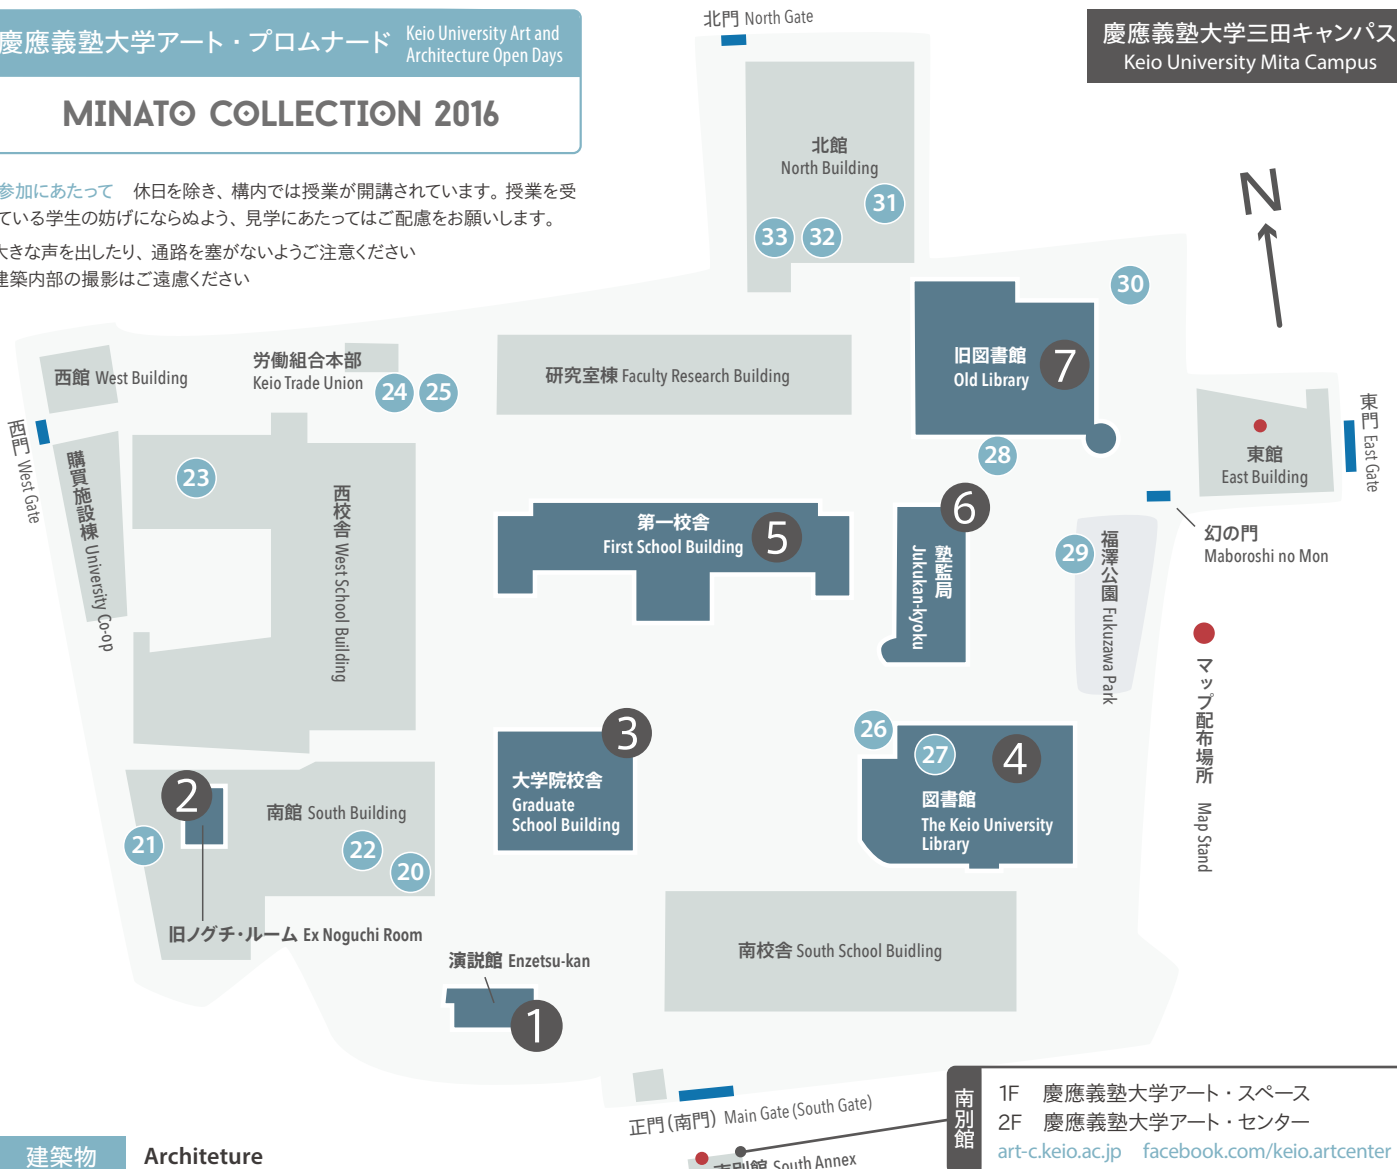 慶應義塾大学アート・プロムナード
Keio University Art and
Architecture Open Days
MINATO COLLECTION 2016
北門 North Gate
慶應義塾大学三田キャンパス
Keio University Mita Campus
参加にあたって 休日を除き、構内では授業が開講されています。授業を受
ている学生の妨げにならぬよう、見学にあたってはご配慮をお願いします。
大きな声を出したり、通路を塞がないようご注意ください
建築内部の撮影はご遠慮ください
北館
North Building
31
33
32
N
30
労働組合本部
Keio Trade Union
24
25
西館 West Building
研究室棟 Faculty Research Building
旧図書館
Old Library
7
西門 West Gate
購買施設棟 University Co-op
23
西校舎 West School Building
28
東館
East Building
東門 East Gate
第一校舎
First School Building
5
6
塾監局
Jukukan-kyoku
幻の門
Maboroshi no Mon
29
福澤公園 Fukuzawa Park
マップ配布場所 Map Stand
3
大学院校舎
Graduate
School Building
26
27
4
図書館
The Keio University
Library
2
南館 South Building
21
22
20
旧ノグチ・ルーム Ex Noguchi Room
演説館 Enzetsu-kan
1
南校舎 South School Buidling
正門(南門) Main Gate (South Gate)
南別館 South Annex
南別館
1F 慶應義塾大学アート・スペース
2F 慶應義塾大学アート・センター
art-c.keio.ac.jp facebook.com/keio.artcenter
建築物
Architeture